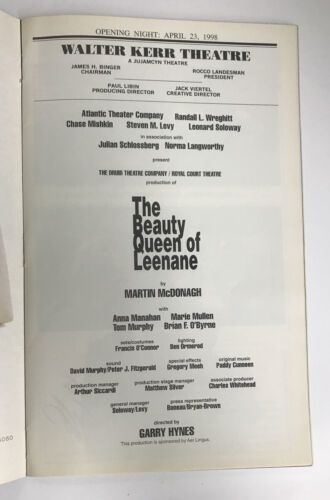 OPENING NIGHT: APRIL 23, 1998
WALTER KERR THEATRE
A JUJAMCYN THEATRE
JAMES H. BINGER ROCCO LANDESMAN
CHAIRMAN PRESIDENT
PAUL LIBIN JACK VIERTEL
PRODUCING DIRECTOR CREATIVE DIRECTOR
Atlantic Theater Company Randall L. Wreghitt
Chase Mishkin Steven M. Levy Leonard Soloway
in association with
Julian Schlossberg Norma Langworthy
present
THE DRUID THEATRE COMPANY / ROYAL COURT THEATRE
production of
The
Beauty
Queen of
Leenane
by
MARTIN McDONAGH
with
Anna Manahan Marie Mullen
Tom Murphy Brian F. O'Byrne
sets/costumes lighting
Francis O'Connor Ben Ormerod
sound special effects original music
David Murphy/Peter J. Fitzgerald Gregory Meeh Paddy Cunneen
production manager production stage manager associate producer
Arthur Siccardi Matthew Silver Charles Whitehead
general manager press representative
Soloway/Levy Boneau/Bryan-Brown
directed by
GARRY HYNES
This production is sponsored by Aer Lingus.